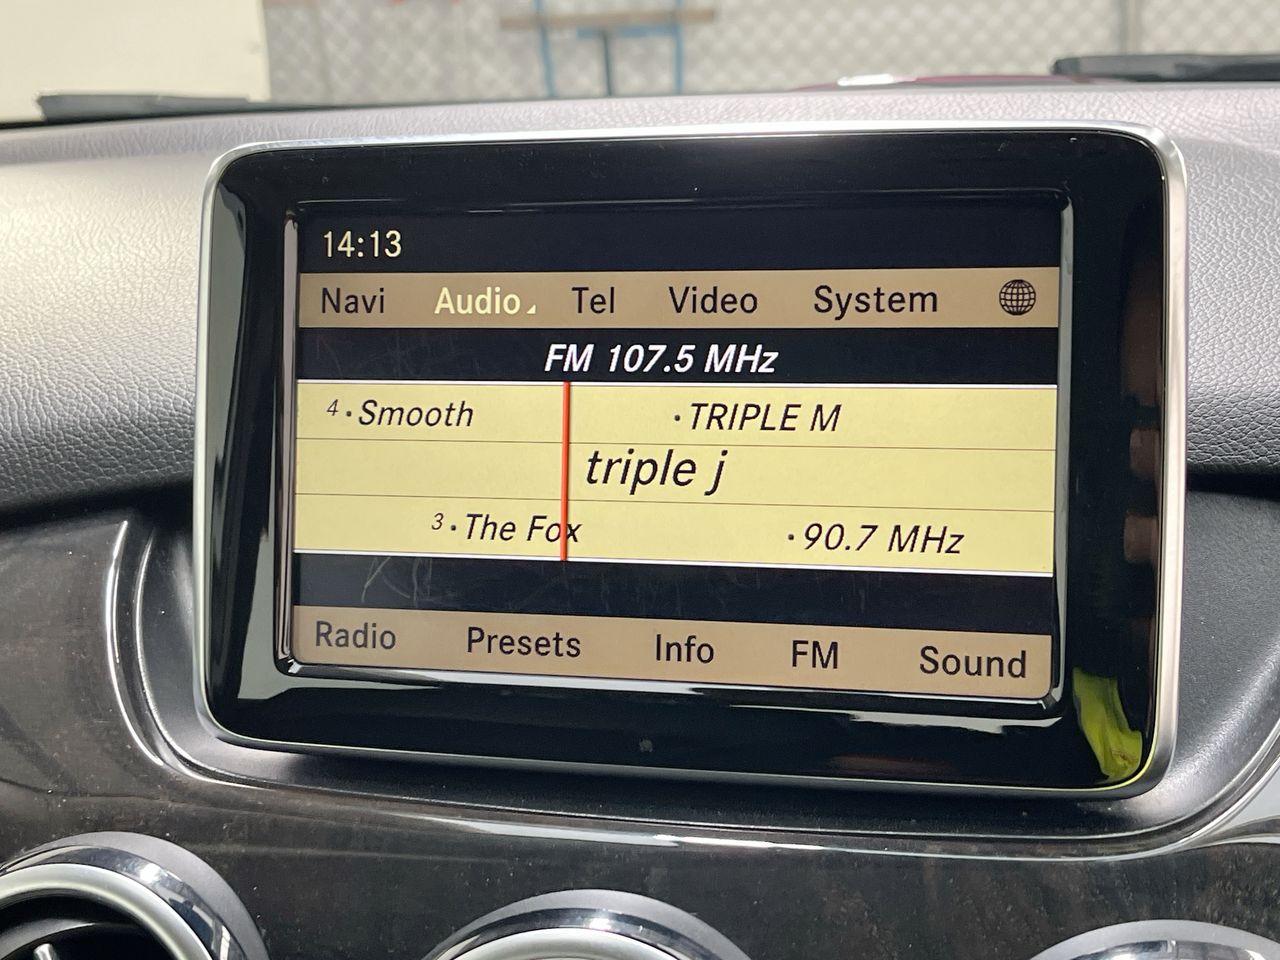 14:13
Navi Audio Tel Video System
FM 107.5 MHz
4 · Smooth · TRIPLE M
triple j
3 · The Fox · 90.7 MHz
Radio Presets Info FM Sound